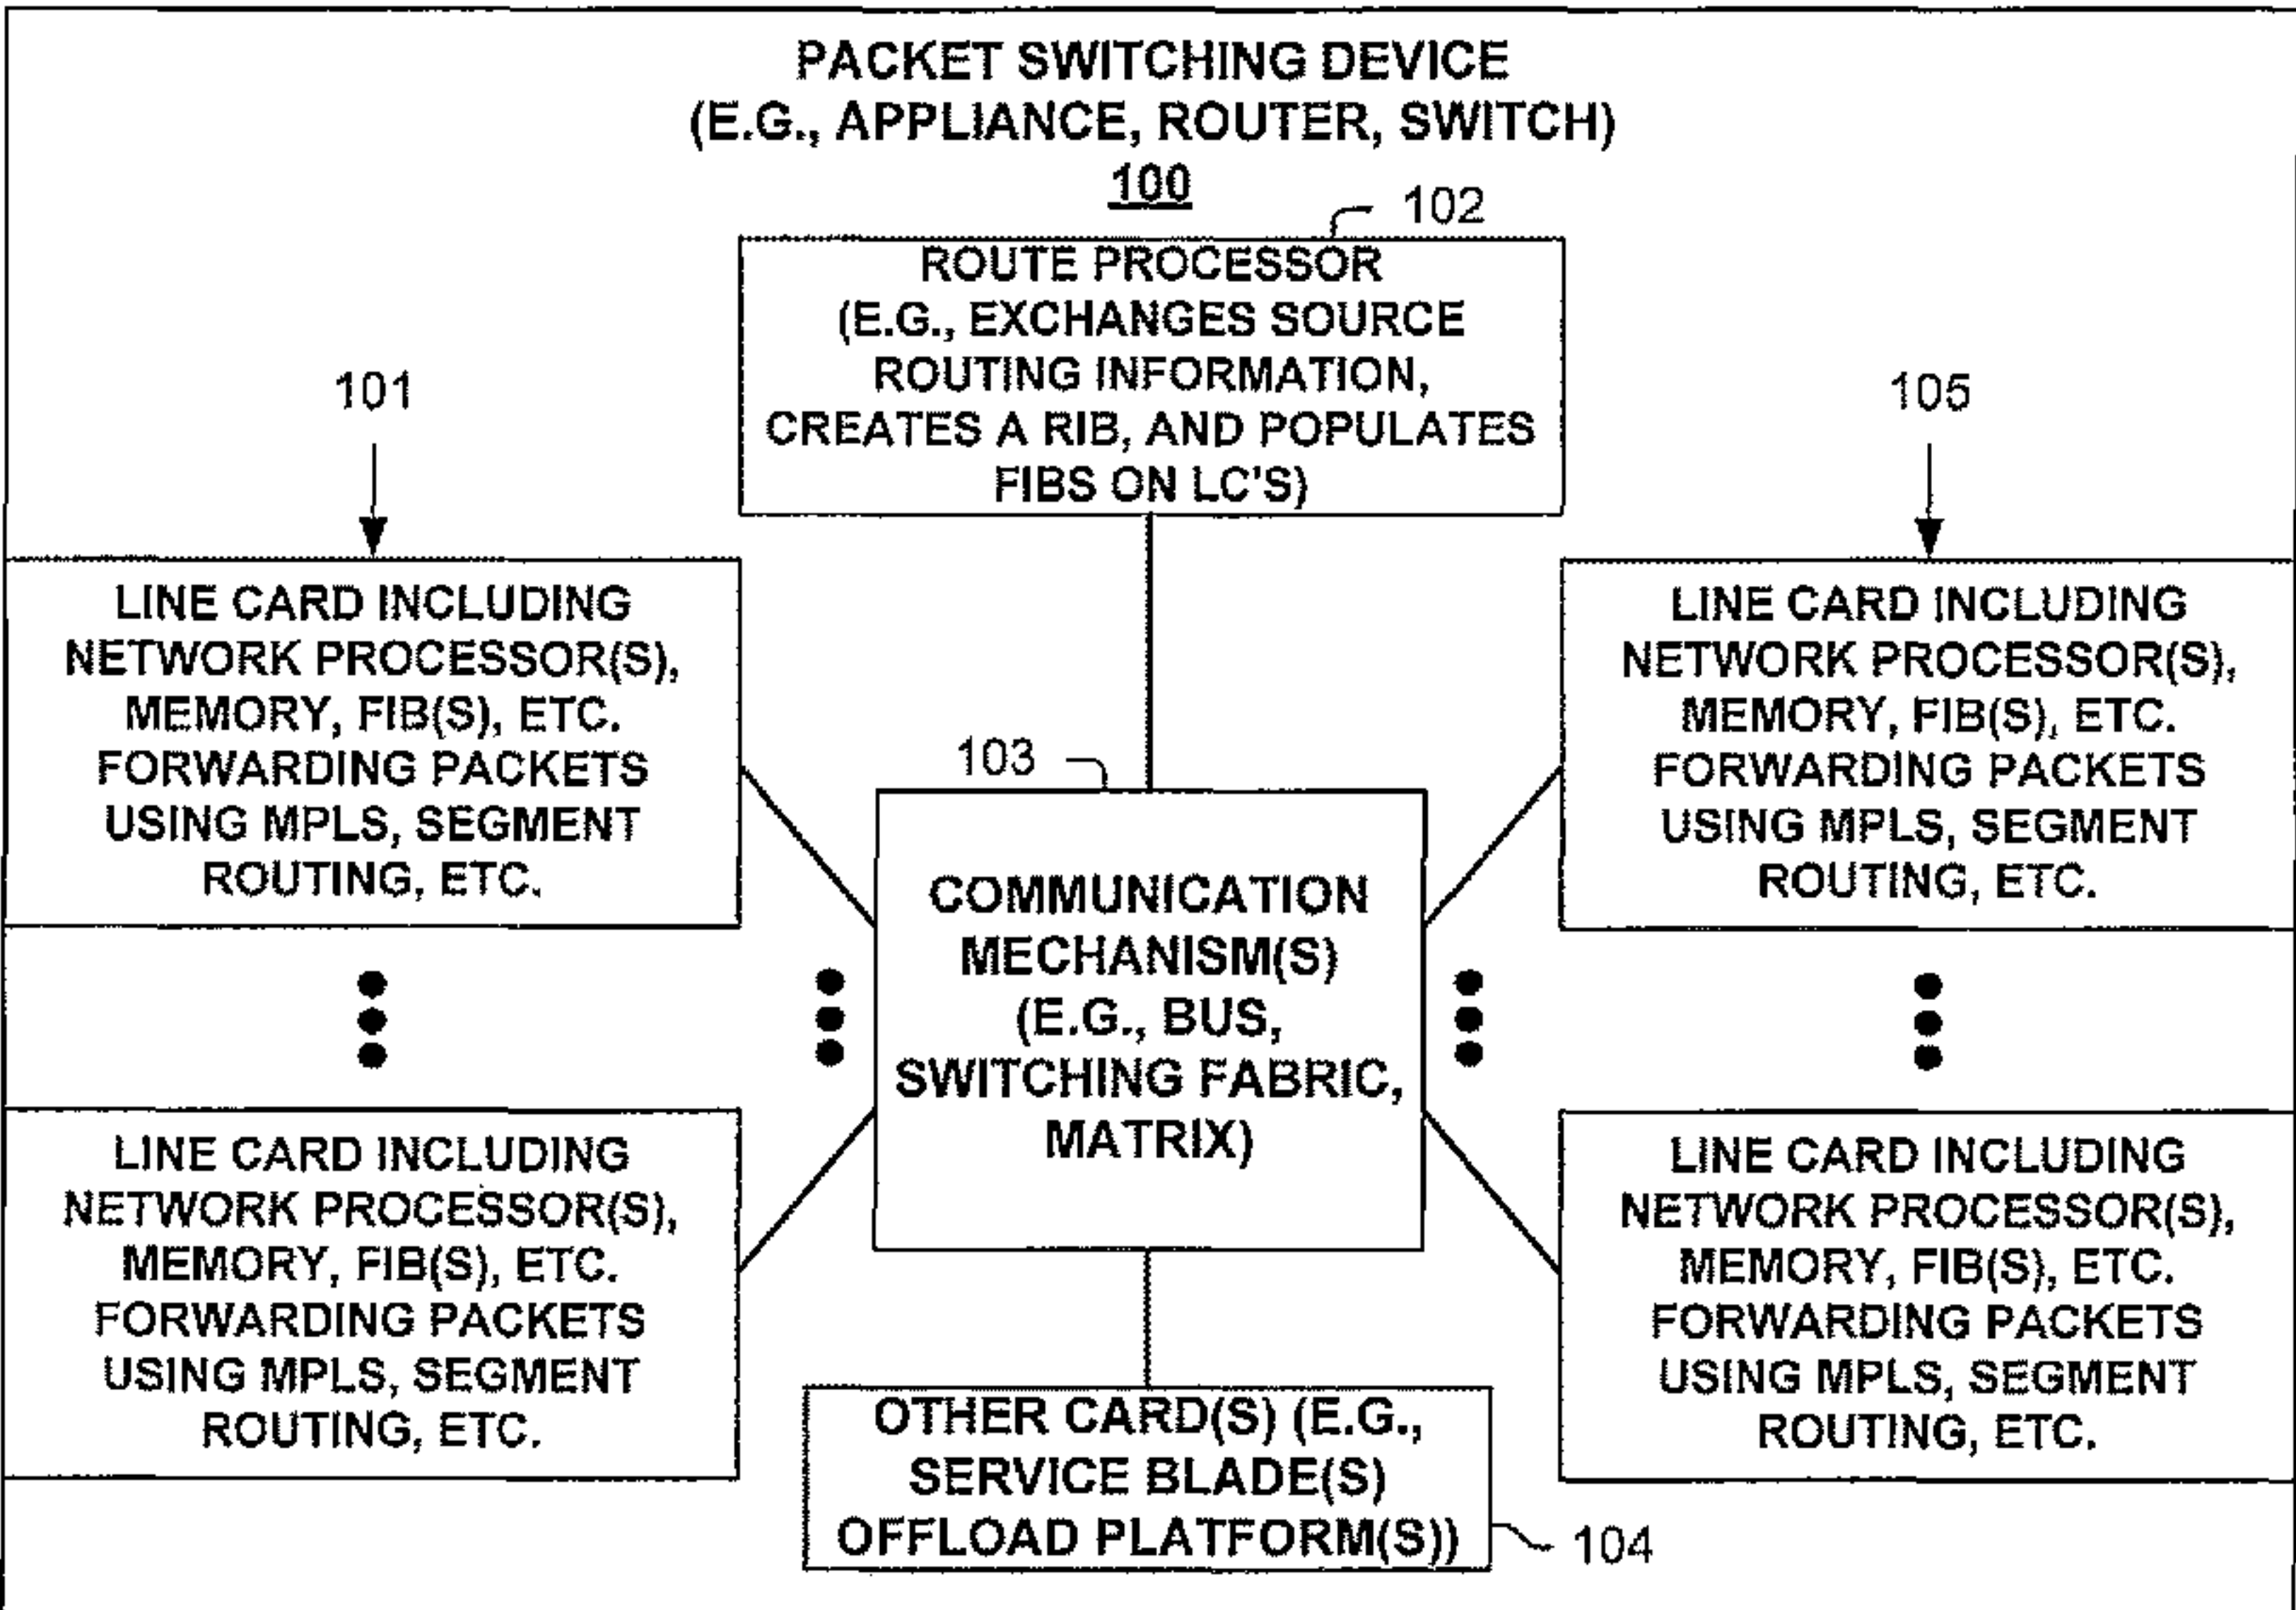 PACKET SWITCHING DEVICE
(E.G., APPLIANCE, ROUTER, SWITCH)
100
102
ROUTE PROCESSOR
(E.G., EXCHANGES SOURCE
ROUTING INFORMATION,
CREATES A RIB, AND POPULATES
FIBS ON LC'S)
101
LINE CARD INCLUDING
NETWORK PROCESSOR(S),
MEMORY, FIB(S), ETC.
FORWARDING PACKETS
USING MPLS, SEGMENT
ROUTING, ETC.
LINE CARD INCLUDING
NETWORK PROCESSOR(S),
MEMORY, FIB(S), ETC.
FORWARDING PACKETS
USING MPLS, SEGMENT
ROUTING, ETC.
103
COMMUNICATION
MECHANISM(S)
(E.G., BUS,
SWITCHING FABRIC,
MATRIX)
105
LINE CARD INCLUDING
NETWORK PROCESSOR(S),
MEMORY, FIB(S), ETC.
FORWARDING PACKETS
USING MPLS, SEGMENT
ROUTING, ETC.
LINE CARD INCLUDING
NETWORK PROCESSOR(S),
MEMORY, FIB(S), ETC.
FORWARDING PACKETS
USING MPLS, SEGMENT
ROUTING, ETC.
OTHER CARD(S) (E.G.,
SERVICE BLADE(S)
OFFLOAD PLATFORM(S))
104